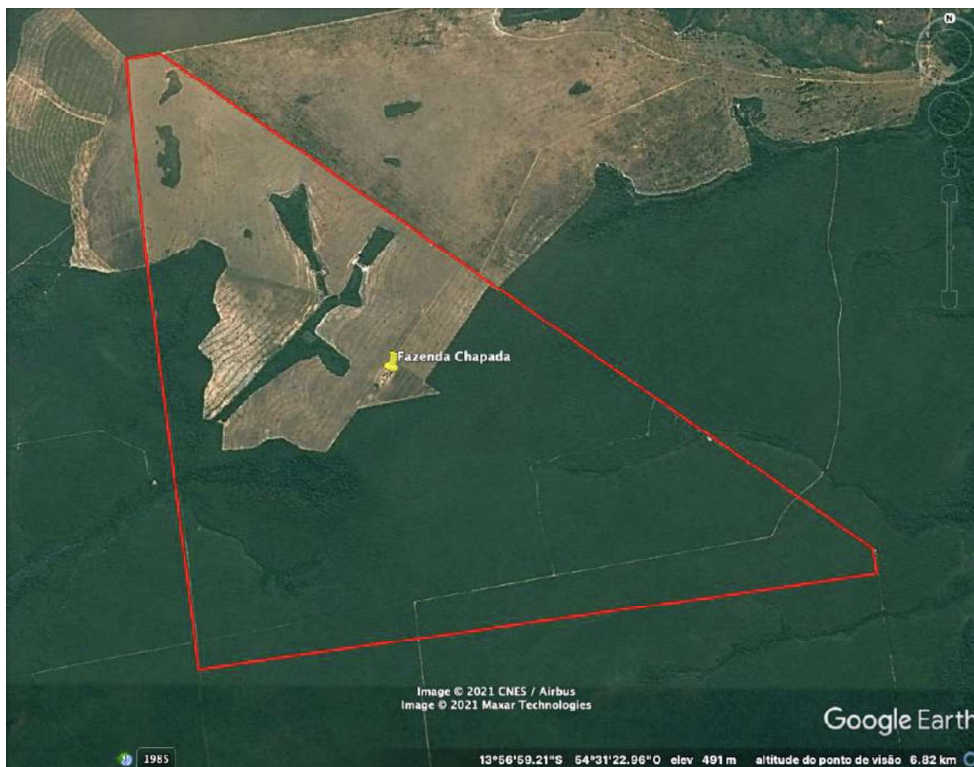 N
Fazenda Chapada
Image © 2021 CNES / Airbus
Image © 2021 Maxar Technologies
Google Earth
1985
13°56'59.21"S 54°31'22.96"O elev 491 m altitude do ponto de visão 6.82 km